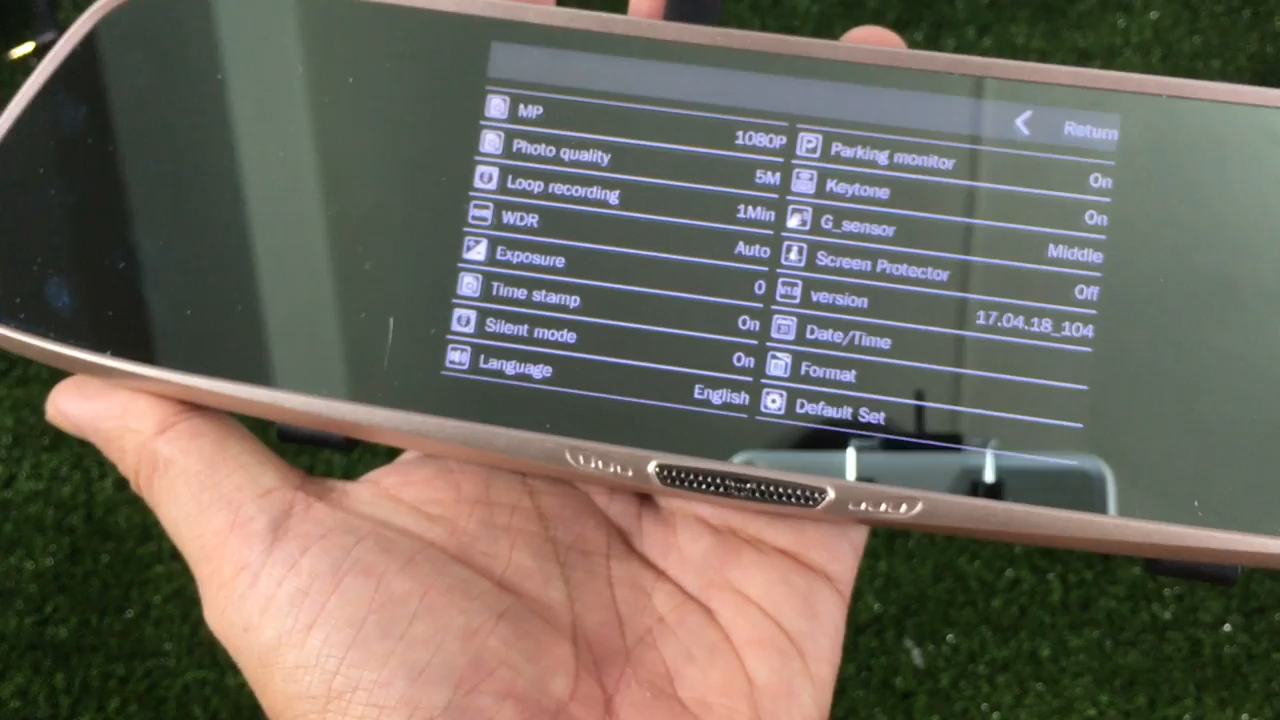 Return
MP
1080P
Photo quality
5M
Loop recording
1Min
WDR
Auto
Exposure
0
Time stamp
On
Silent mode
On
Language
English
Parking monitor
On
Keytone
On
G_sensor
Middle
Screen Protector
Off
V1.0 version
17.04.18_104
Date/Time
Format
Default Set